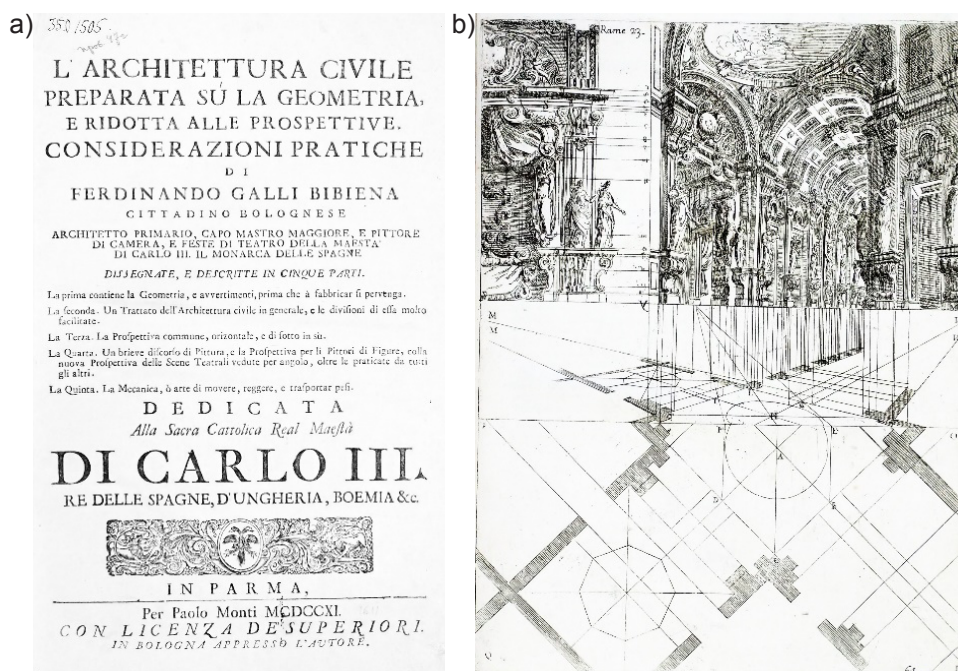 a)
352/505
L'ARCHITETTURA CIVILE
PREPARATA SÙ LA GEOMETRIA,
E RIDOTTA ALLE PROSPETTIVE.
CONSIDERAZIONI PRATICHE
DI
FERDINANDO GALLI BIBIENA
CITTADINO BOLOGNESE
ARCHITETTO PRIMARIO, CAPO MASTRO MAGGIORE, E PITTORE
DI CAMERA, E FESTE DI TEATRO DELLA MAESTA'
DI CARLO III. IL MONARCA DELLE SPAGNE
DISSEGNATE, E DESCRITTE IN CINQUE PARTI.
La prima contiene la Geometria, e avvertimenti, prima che à fabbricar si pervenga.
La seconda. Un Trattato dell'Architettura civile in generale, e le divisioni di essa molto
facilitate.
La Terza. La Prospettiva commune, orizontale, e di sotto in sù.
La Quarta. Un brieve discorso di Pittura, e la Prospettiva per li Pittori di Figure, colla
nuova Prospettiva delle Scene Teatrali vedute per angolo, oltre le praticate da tutti
gli altri.
La Quinta. La Mecanica, ò arte di movere, reggere, e trasportar pesi.
DEDICATA
Alla Sacra Cattolica Real Maestà
DI CARLO III.
RE DELLE SPAGNE, D'UNGHERIA, BOEMIA &c.
IN PARMA,
Per Paolo Monti MCDCCXI.
CON LICENZA DE' SUPERIORI.
IN BOLOGNA APPRESSO L'AUTORE.
b)
Rame 23.
M
M
H
F
E
A
D